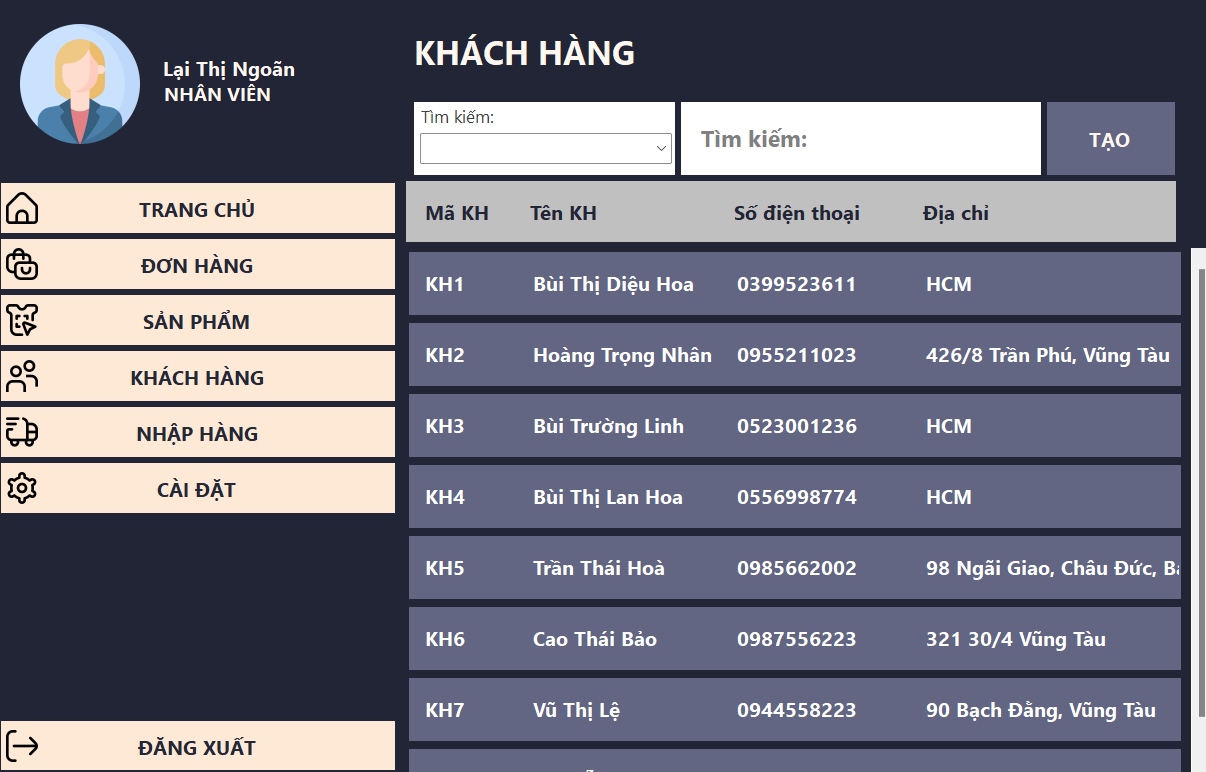 Lại Thị Ngoãn
NHÂN VIÊN
TRANG CHỦ
ĐƠN HÀNG
SẢN PHẨM
KHÁCH HÀNG
NHẬP HÀNG
CÀI ĐẶT
ĐĂNG XUẤT
KHÁCH HÀNG
Tìm kiếm:
Tìm kiếm:
TẠO
Mã KH Tên KH Số điện thoại Địa chỉ
KH1 Bùi Thị Diệu Hoa 0399523611 HCM
KH2 Hoàng Trọng Nhân 0955211023 426/8 Trần Phú, Vũng Tàu
KH3 Bùi Trường Linh 0523001236 HCM
KH4 Bùi Thị Lan Hoa 0556998774 HCM
KH5 Trần Thái Hoà 0985662002 98 Ngãi Giao, Châu Đức,
KH6 Cao Thái Bảo 0987556223 321 30/4 Vũng Tàu
KH7 Vũ Thị Lệ 0944558223 90 Bạch Đằng, Vũng Tàu